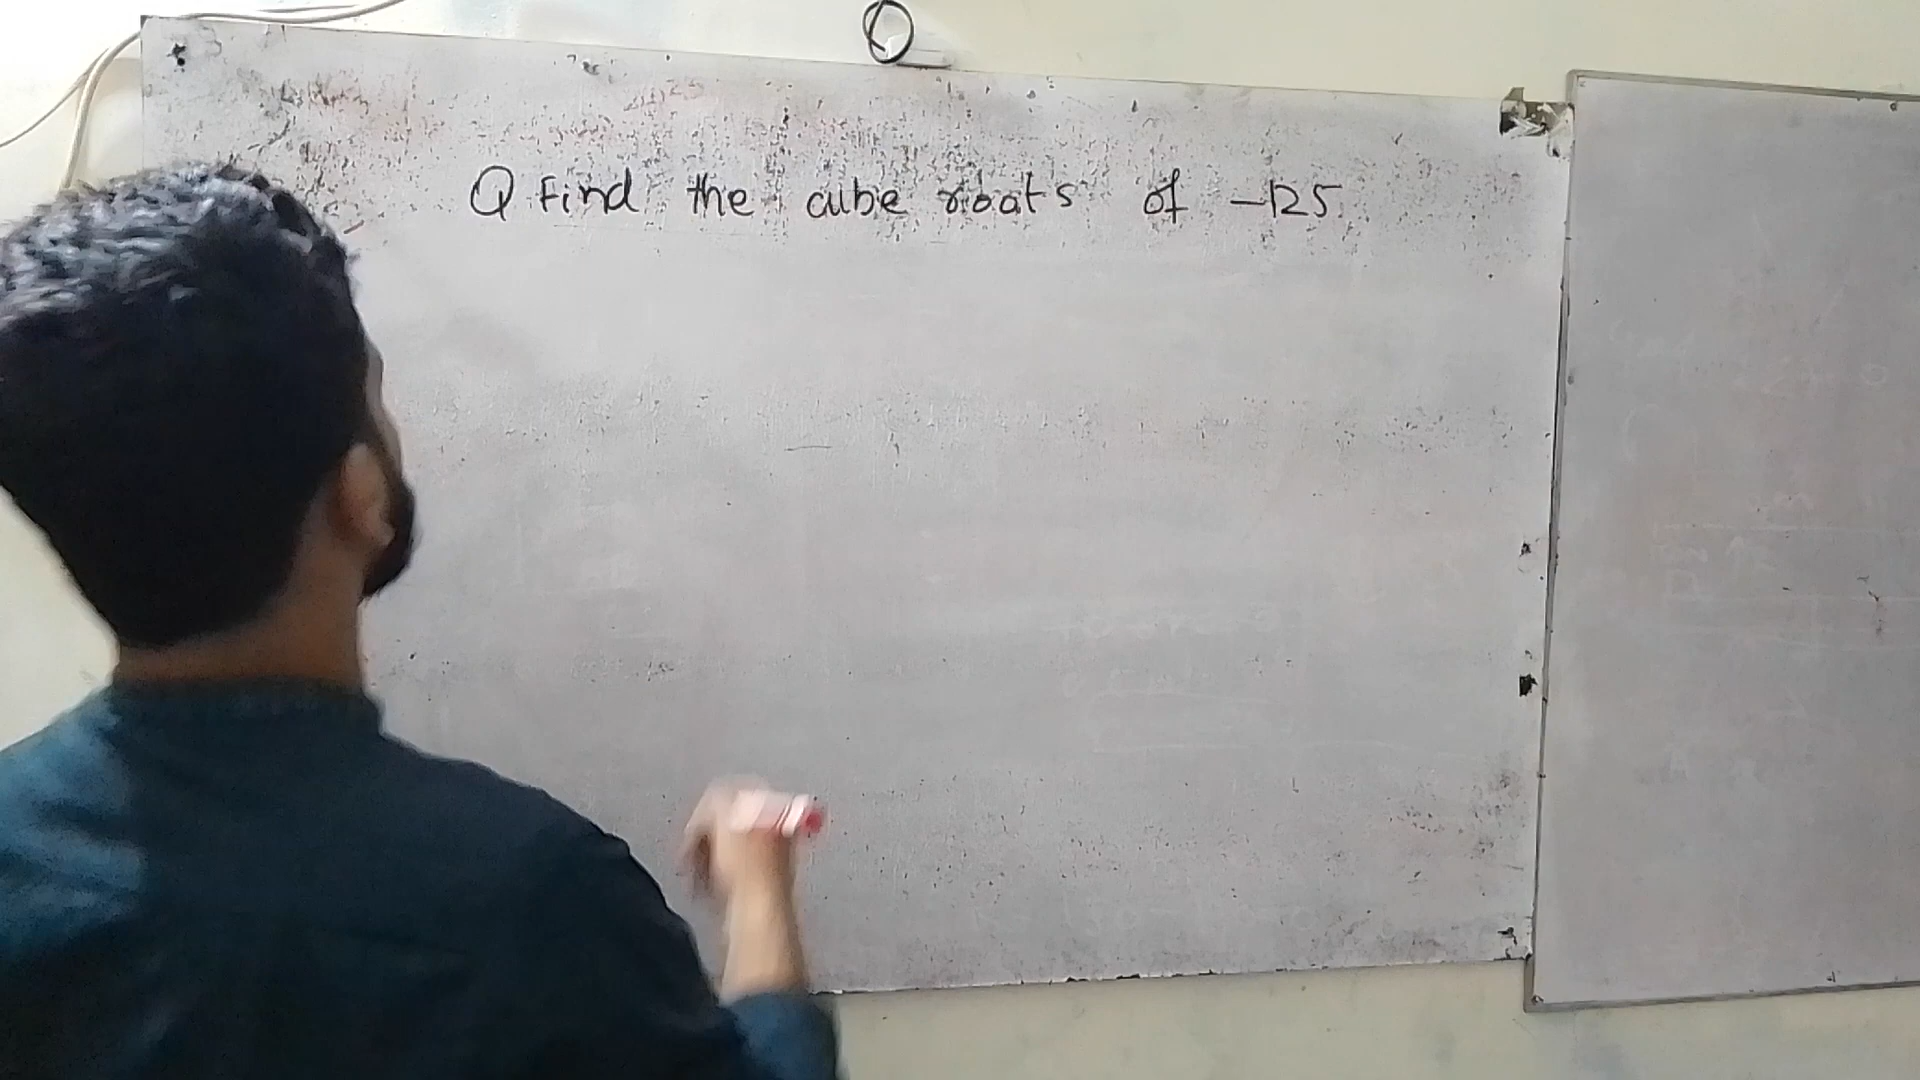 Q Find the cube roots of -125